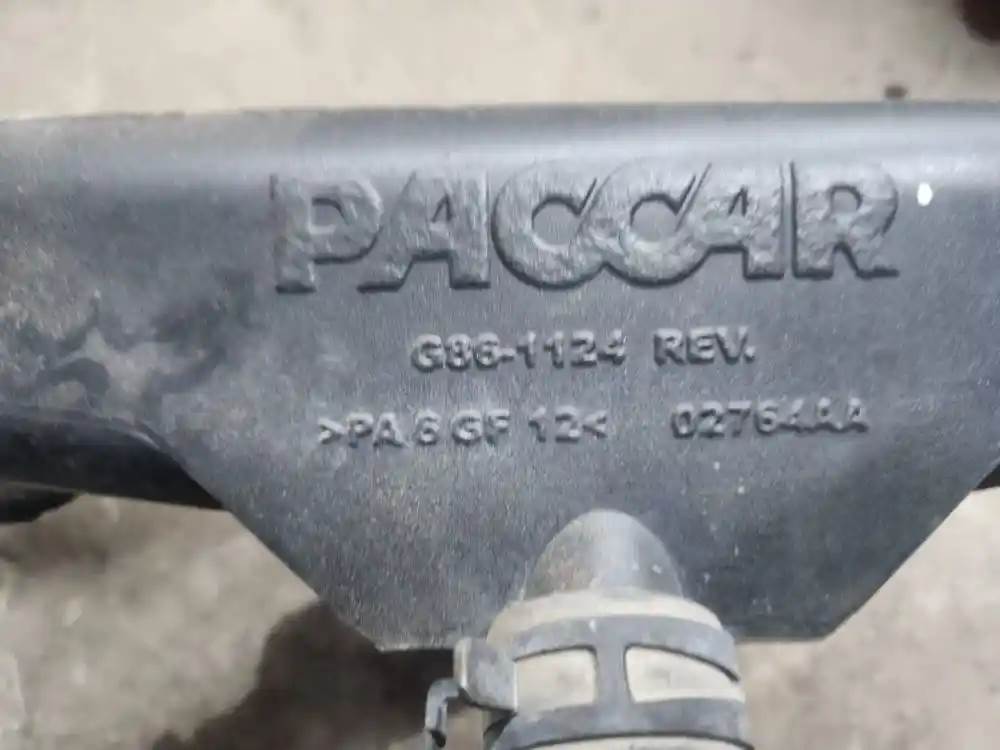 PACCAR
G86-1124 REV.
>PA 6 GF 12< 02764AA